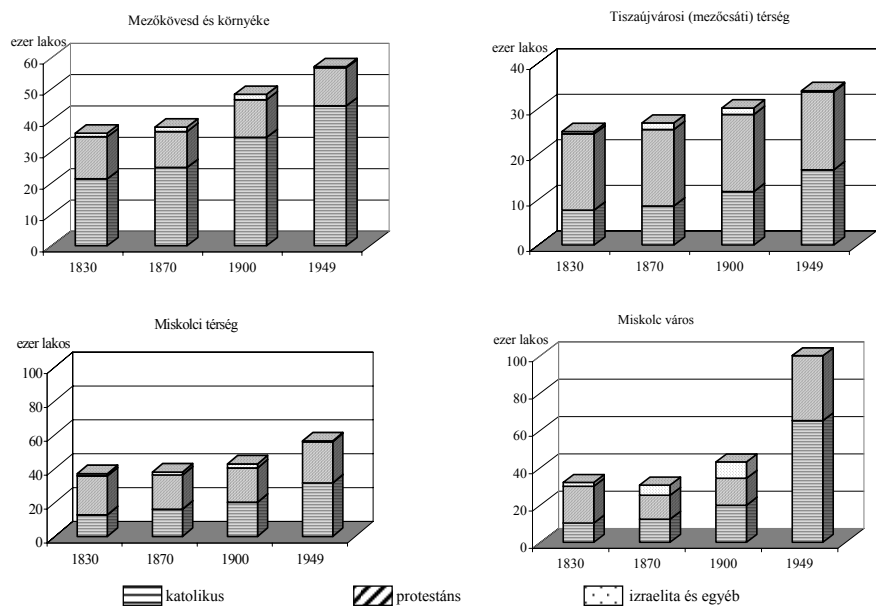 Mezőkövesd és környéke
ezer lakos
60
50
40
30
20
10
0
1830 1870 1900 1949
Tiszaújvárosi (mezőcsáti) térség
ezer lakos
40
30
20
10
0
1830 1870 1900 1949
Miskolci térség
ezer lakos
100
80
60
40
20
0
1830 1870 1900 1949
Miskolc város
ezer lakos
100
80
60
40
20
0
1830 1870 1900 1949
katolikus protestáns izraelita és egyéb